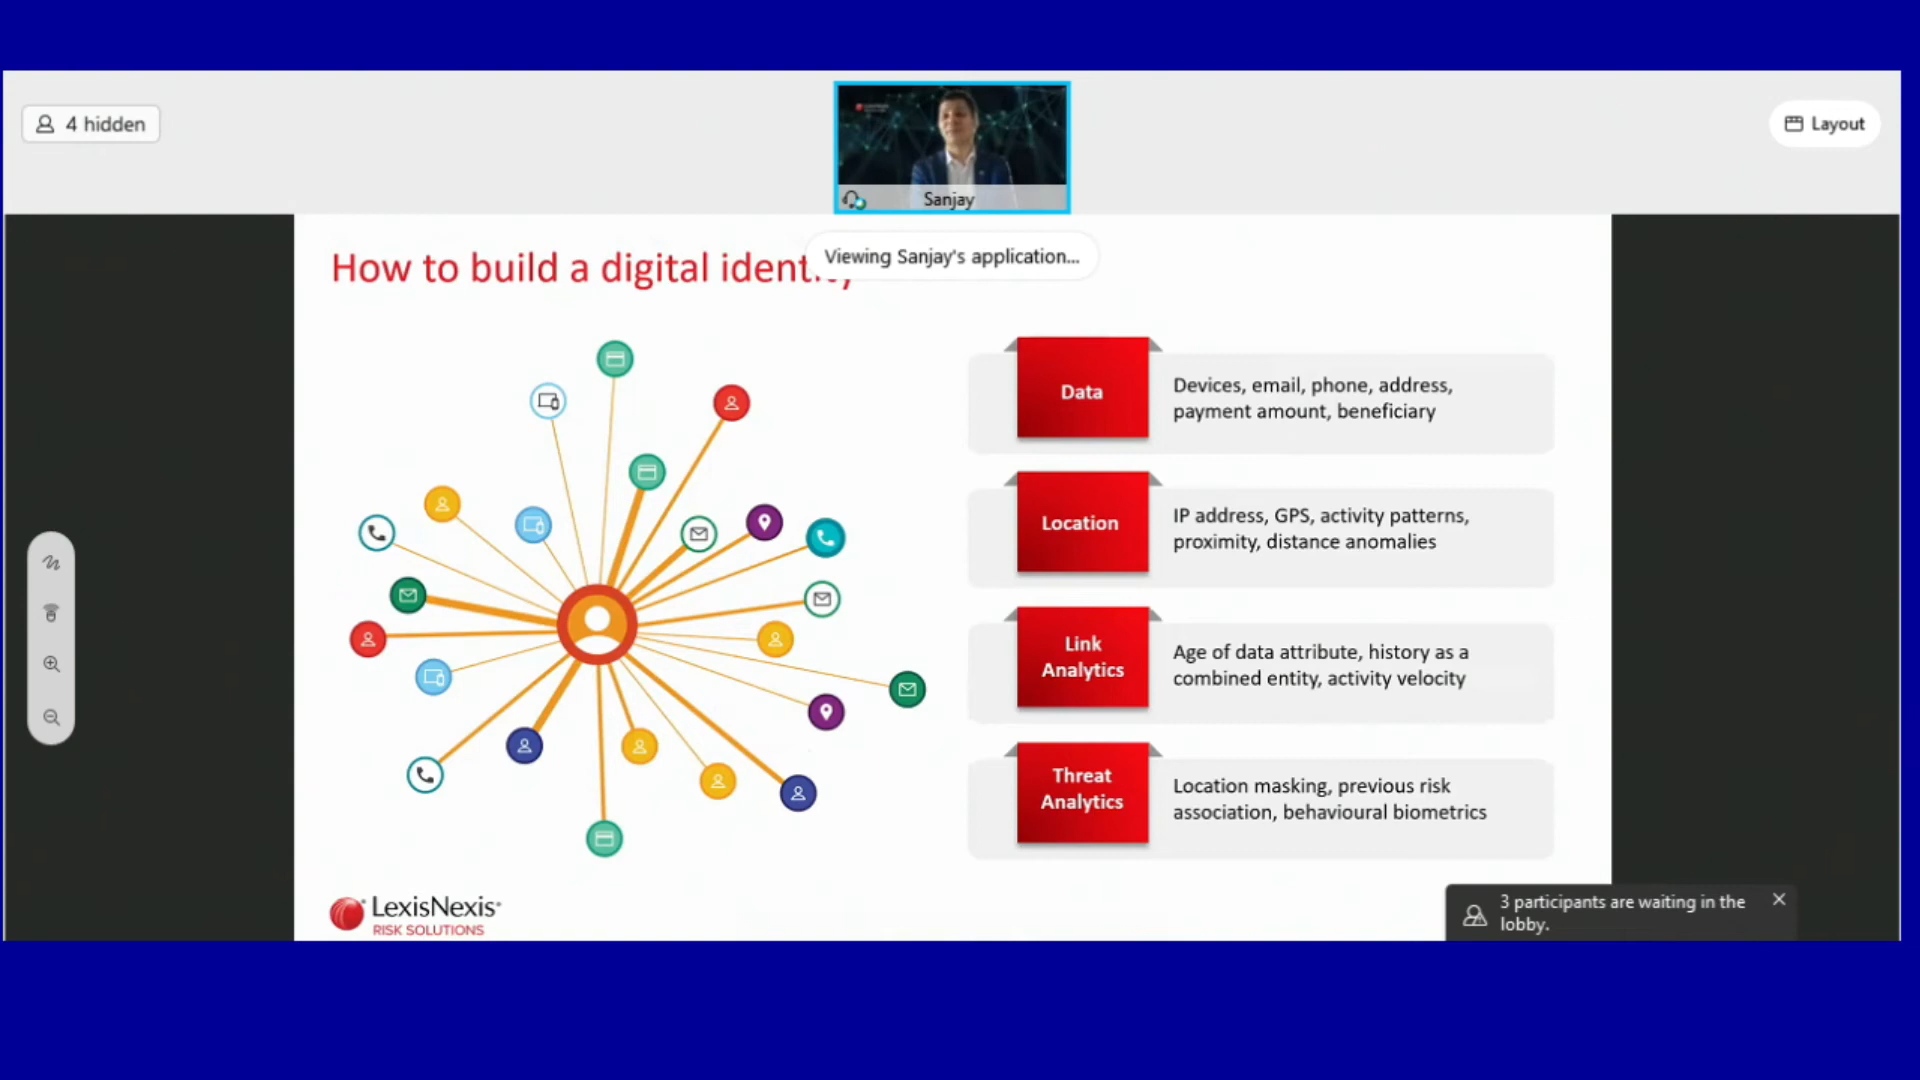 4 hidden
Layout
Sanjay
Viewing Sanjay's application...
How to build a digital identity
Data
Devices, email, phone, address,
payment amount, beneficiary
Location
IP address, GPS, activity patterns,
proximity, distance anomalies
Link
Analytics
Age of data attribute, history as a
combined entity, activity velocity
Threat
Analytics
Location masking, previous risk
association, behavioural biometrics
LexisNexis
RISK SOLUTIONS
3 participants are waiting in the
lobby.